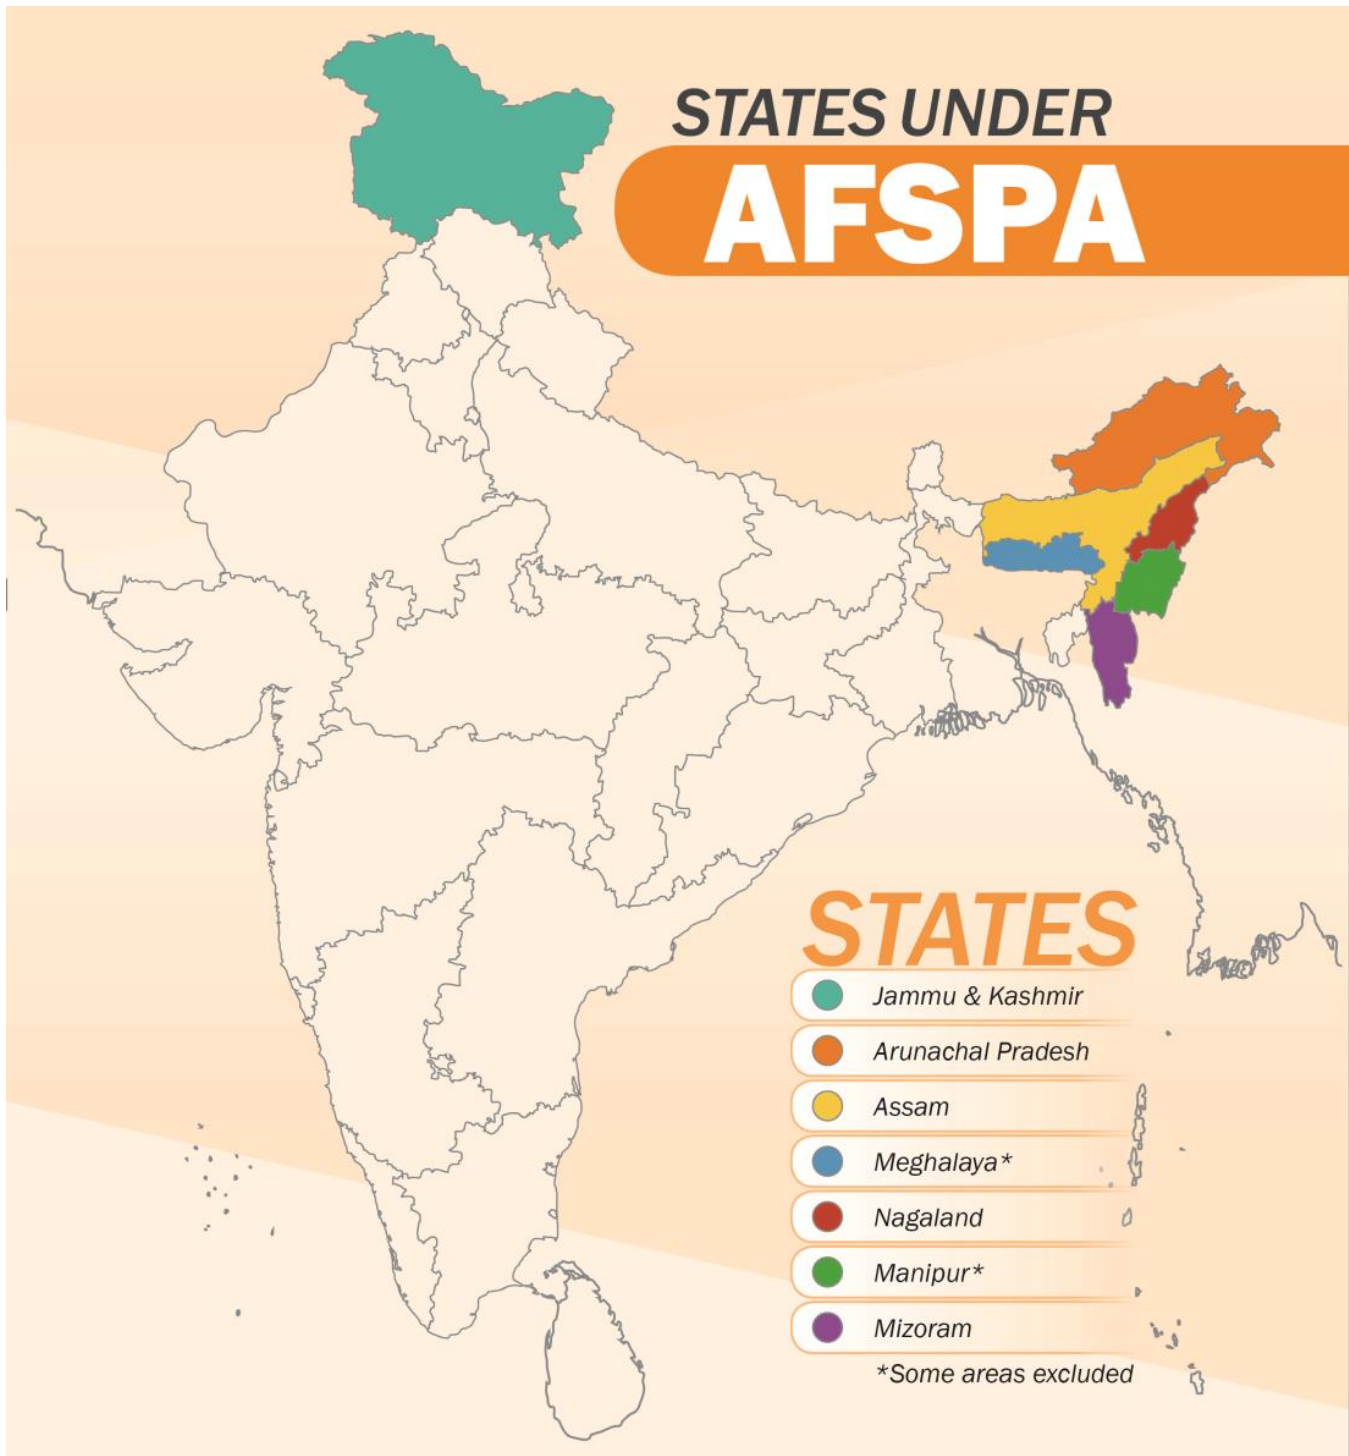 STATES UNDER
AFSPA
STATES
Jammu & Kashmir
Arunachal Pradesh
Assam
Meghalaya*
Nagaland
Manipur*
Mizoram
*Some areas excluded